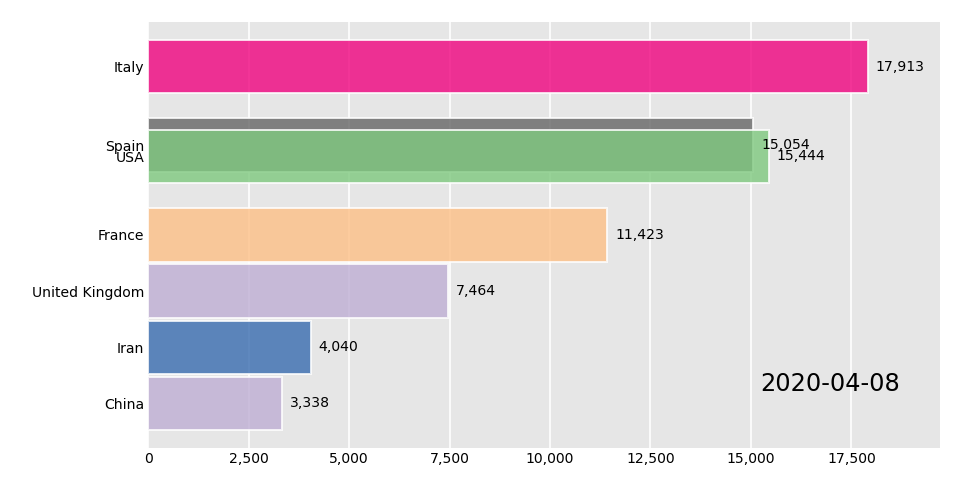 Italy 17,913
Spain 15,054
USA 15,444
France 11,423
United Kingdom 7,464
Iran 4,040
2020-04-08
China 3,338
0 2,500 5,000 7,500 10,000 12,500 15,000 17,500